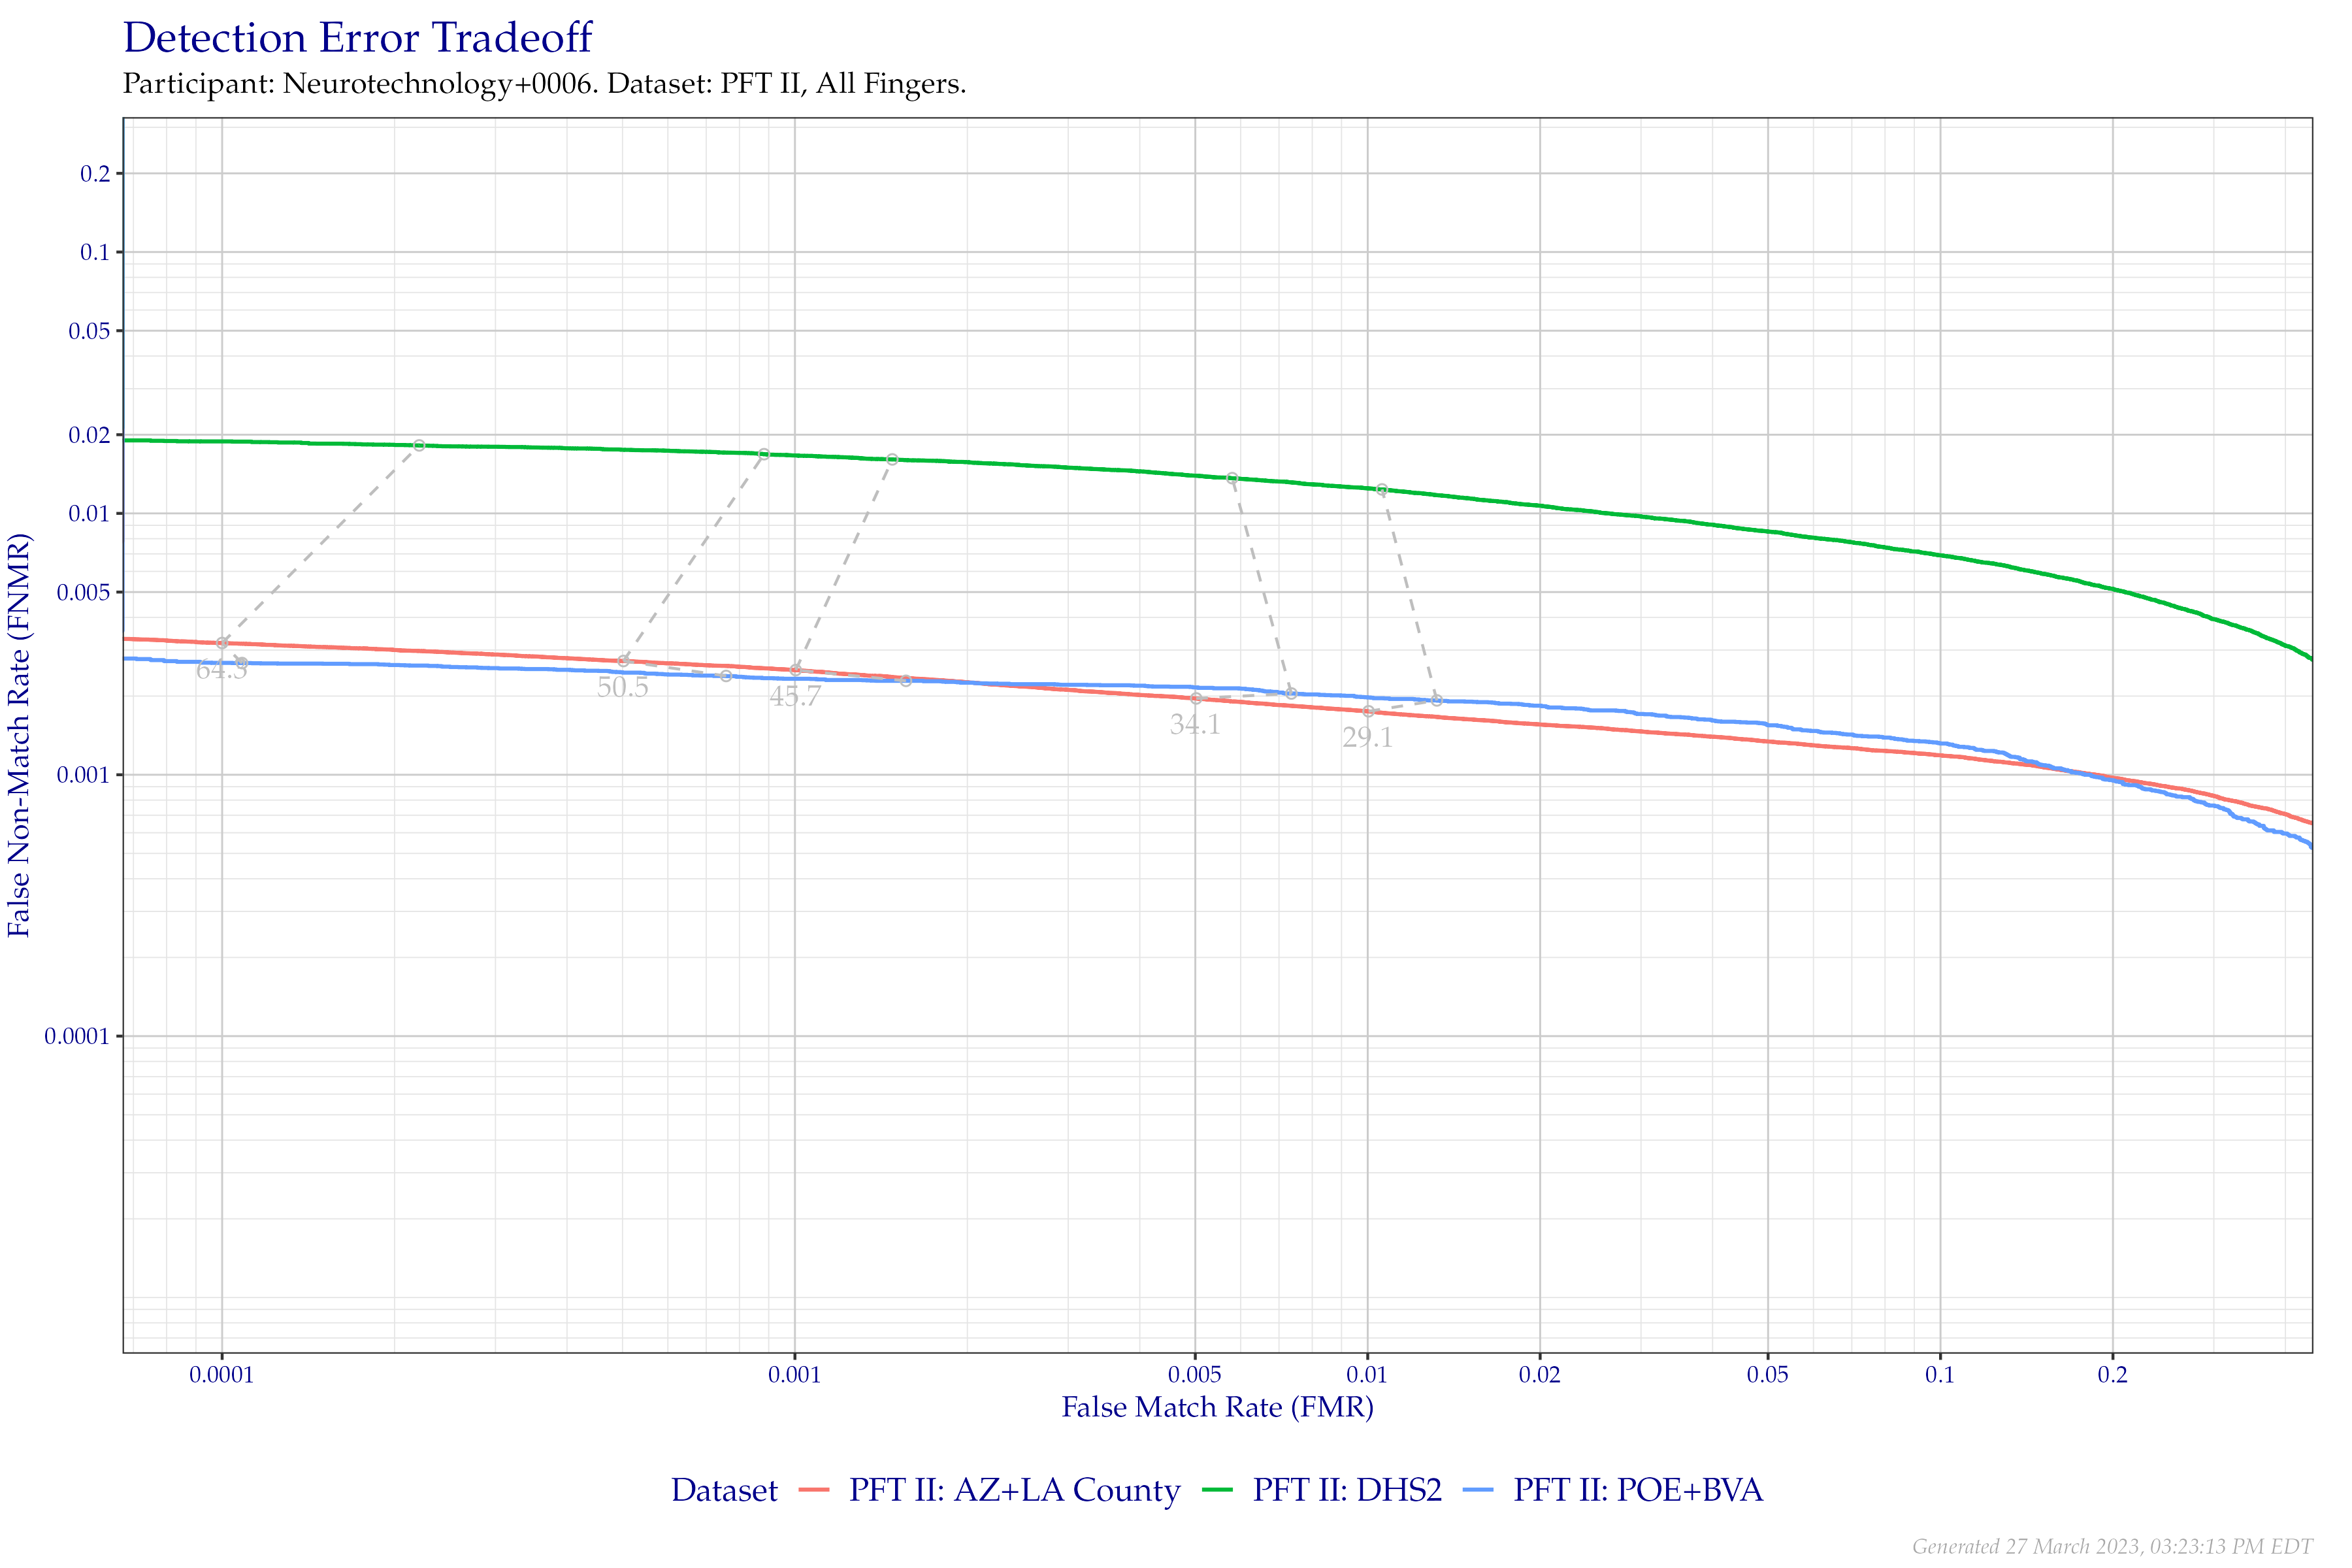 Detection Error Tradeoff
Participant: Neurotechnology+0006. Dataset: PFT II, All Fingers.
0.2
0.1
0.05
0.02
0.01
0.005
0.001
0.0001
False Non-Match Rate (FNMR)
64.3
50.5
45.7
34.1
29.1
0.0001 0.001 0.005 0.01 0.02 0.05 0.1 0.2
False Match Rate (FMR)
Dataset PFT II: AZ+LA County PFT II: DHS2 PFT II: POE+BVA
Generated 27 March 2023, 03:23:13 PM EDT